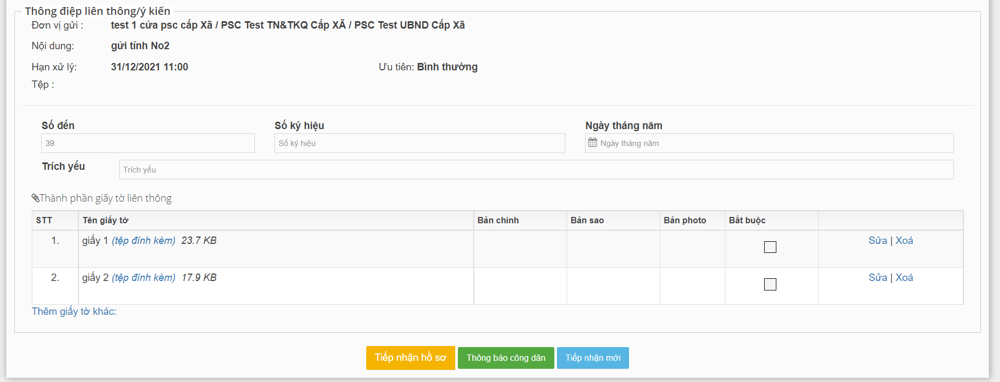 Thông điệp liên thông/ý kiến
Đơn vị gửi : test 1 cửa psc cấp Xã / PSC Test TN&TKQ Cấp XÃ / PSC Test UBND Cấp Xã
Nội dung: gửi tỉnh No2
Hạn xử lý: 31/12/2021 11:00 Ưu tiên: Bình thường
Tệp :
Số đến Số ký hiệu Ngày tháng năm
39 Số ký hiệu Ngày tháng năm
Trích yếu Trích yếu
Thành phần giấy tờ liên thông
STT Tên giấy tờ Bản chính Bản sao Bản photo Bắt buộc
1. giấy 1 (tệp đính kèm) 23.7 KB Sửa | Xoá
2. giấy 2 (tệp đính kèm) 17.9 KB Sửa | Xoá
Thêm giấy tờ khác:
Tiếp nhận hồ sơ Thông báo công dân Tiếp nhận mới